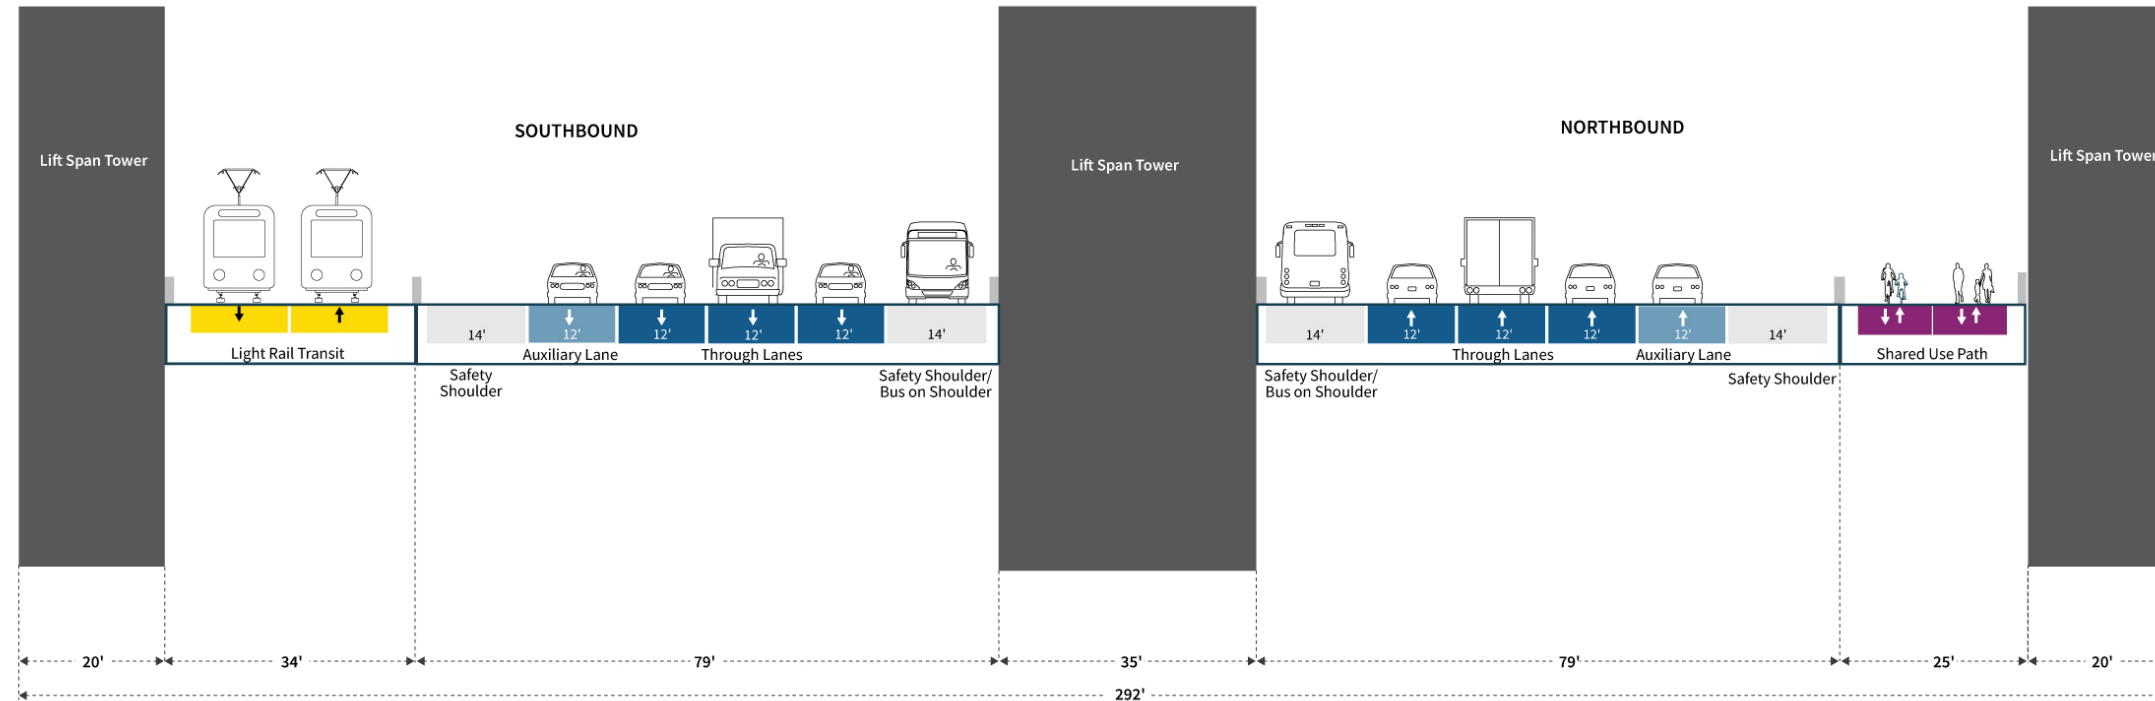 SOUTHBOUND
NORTHBOUND
Lift Span Tower
Lift Span Tower
Lift Span Tower
14'
12'
12'
12'
12'
14'
14'
12'
12'
12'
12'
14'
Light Rail Transit
Auxiliary Lane
Through Lanes
Through Lanes
Auxiliary Lane
Shared Use Path
Safety
Shoulder
Safety Shoulder/
Bus on Shoulder
Safety Shoulder/
Bus on Shoulder
Safety Shoulder
20'
34'
79'
35'
79'
25'
20'
292'